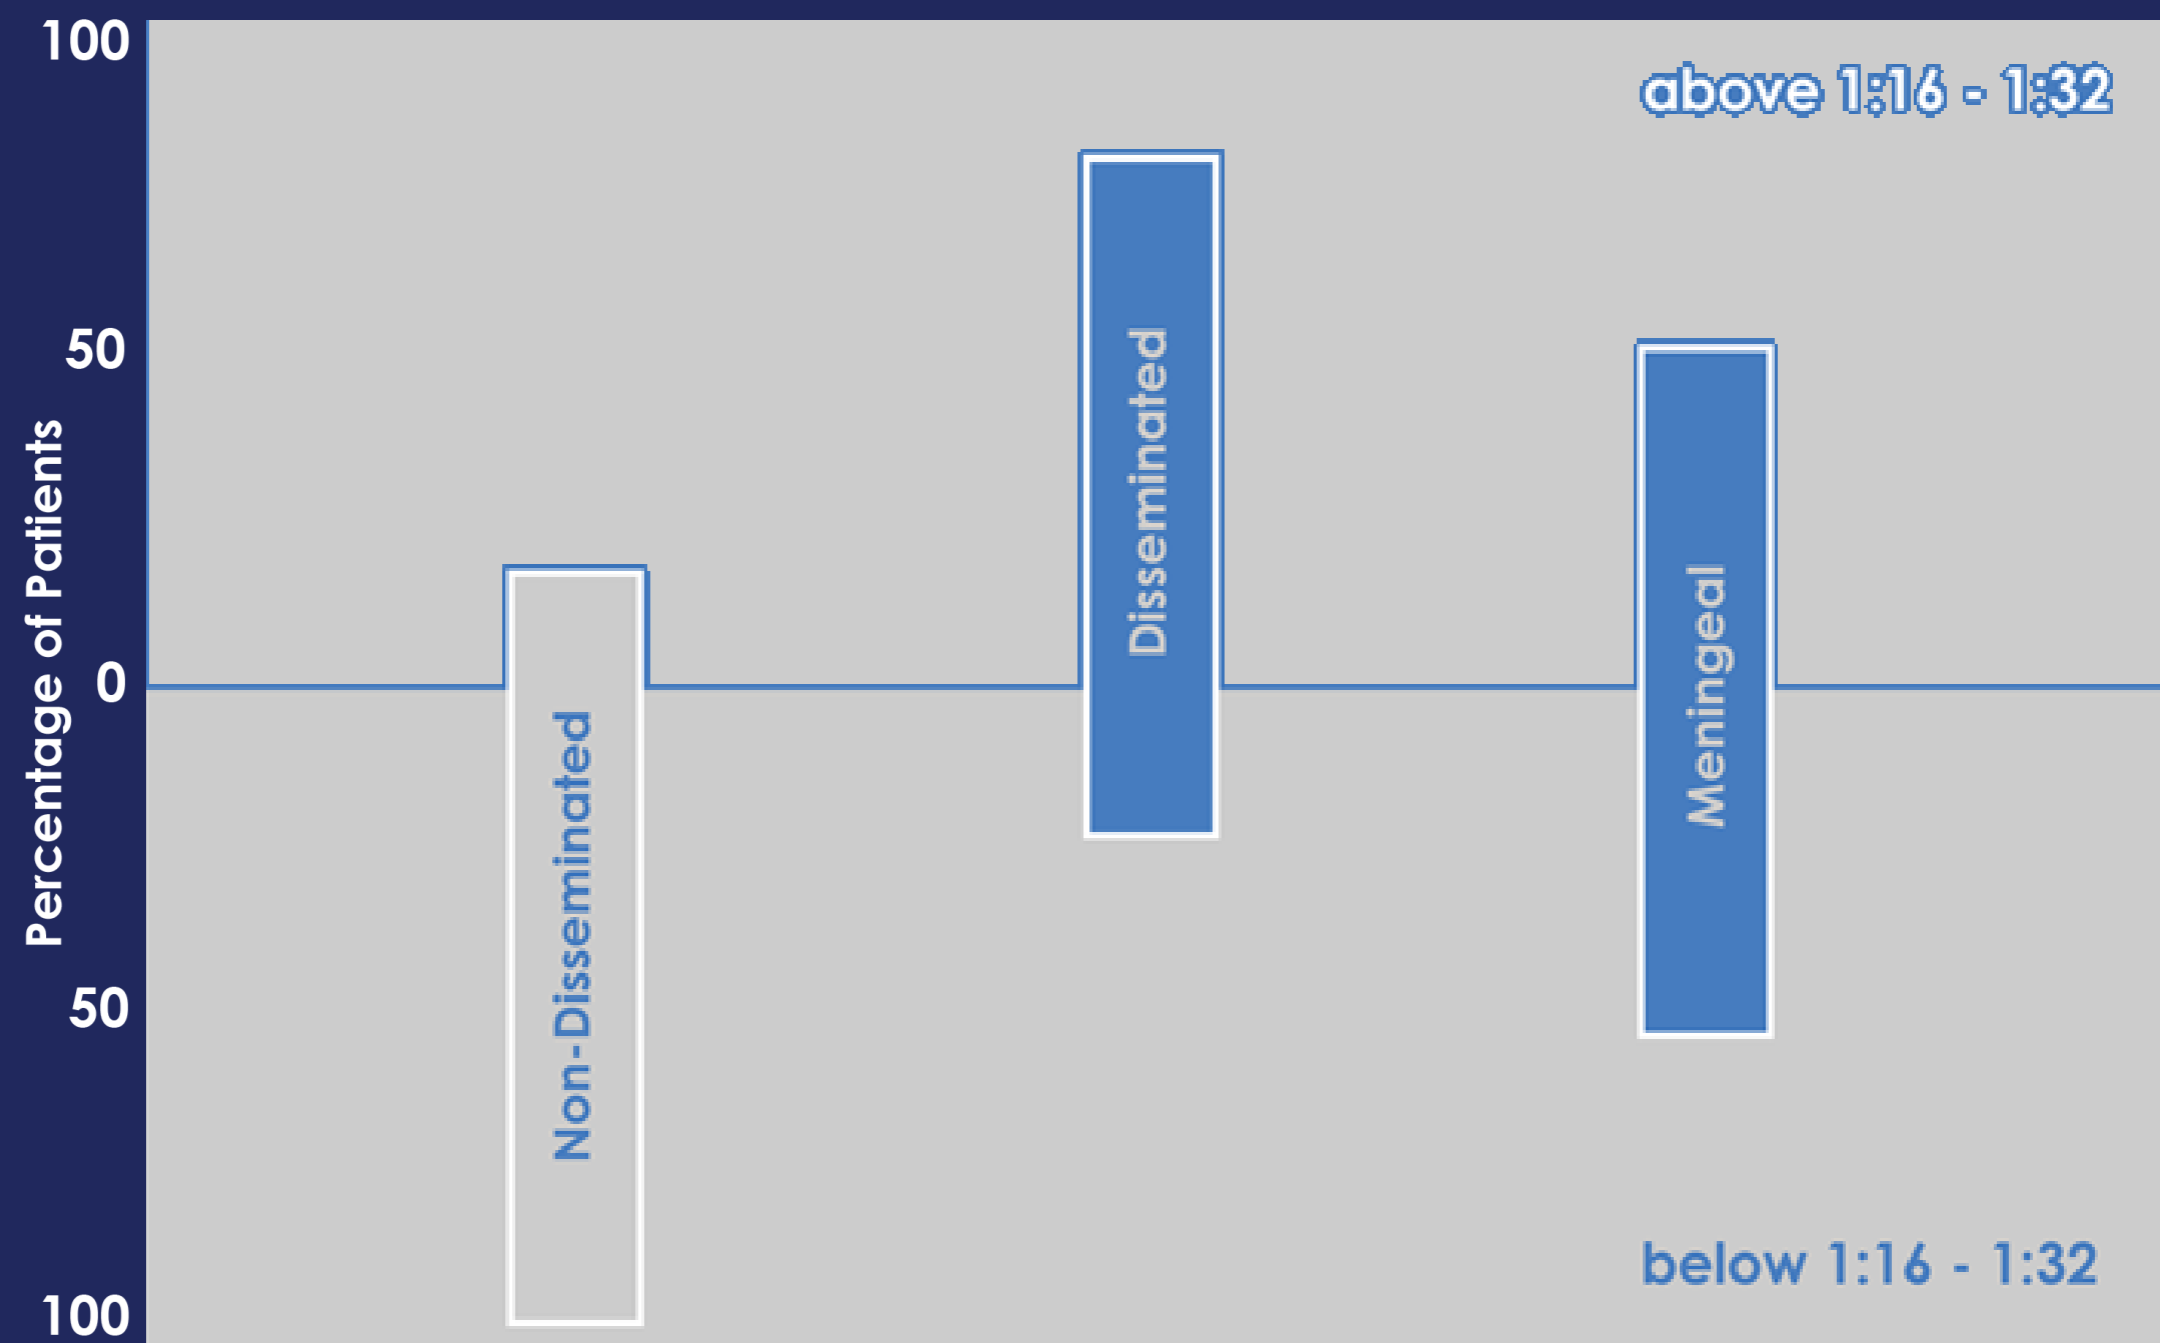 100
above 1:16 - 1:32
50
0
50
100
Percentage of Patients
Non-Disseminated
Disseminated
Meningeal
below 1:16 - 1:32